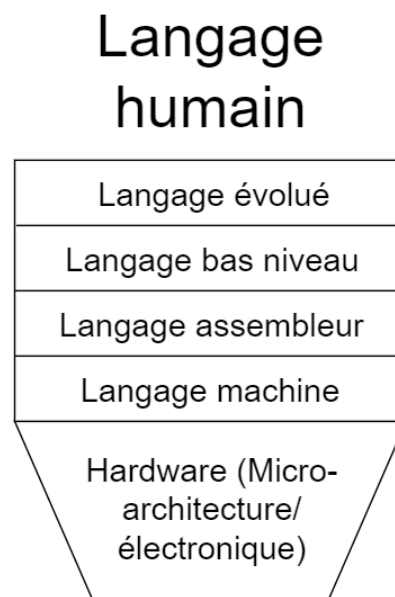 Langage
humain
Langage évolué
Langage bas niveau
Langage assembleur
Langage machine
Hardware (Micro-
architecture/
électronique)